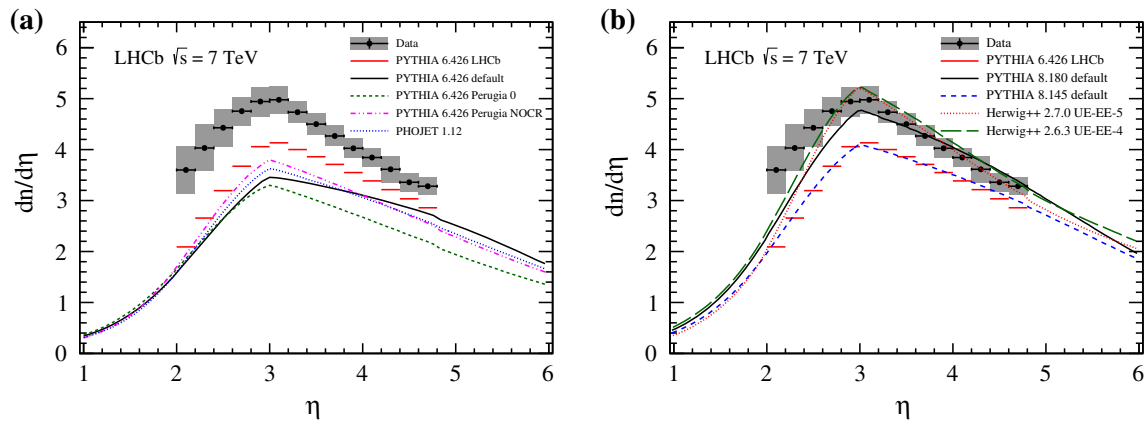 (a)
LHCb √s = 7 TeV
Data
PYTHIA 6.426 LHCb
PYTHIA 6.426 default
PYTHIA 6.426 Perugia 0
PYTHIA 6.426 Perugia NOCR
PHOJET 1.12
dn/dη
6
5
4
3
2
1
0
1 2 3 4 5 6
η
(b)
LHCb √s = 7 TeV
Data
PYTHIA 6.426 LHCb
PYTHIA 8.180 default
PYTHIA 8.145 default
Herwig++ 2.7.0 UE-EE-5
Herwig++ 2.6.3 UE-EE-4
dn/dη
6
5
4
3
2
1
0
1 2 3 4 5 6
η